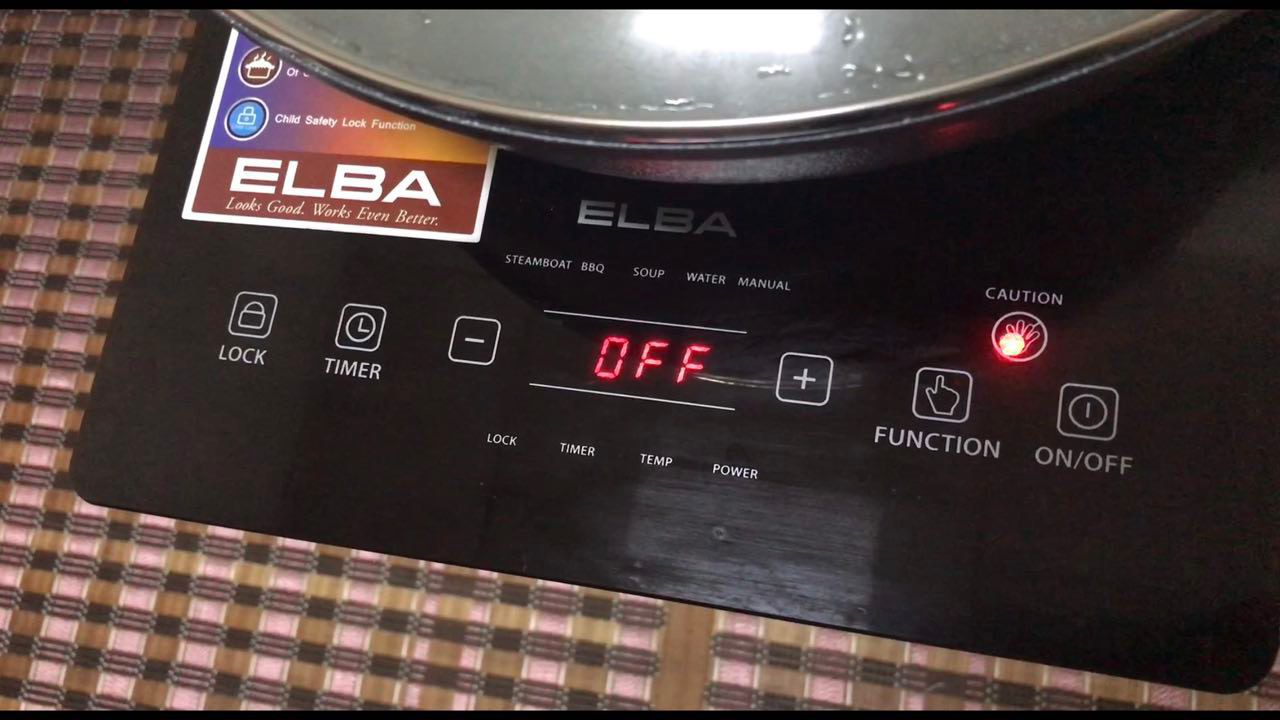 Child Safety Lock Function
ELBA
Looks Good. Works Even Better.
ELBA
STEAMBOAT BBQ SOUP WATER MANUAL
CAUTION
LOCK
TIMER
OFF
FUNCTION
ON/OFF
LOCK TIMER TEMP POWER